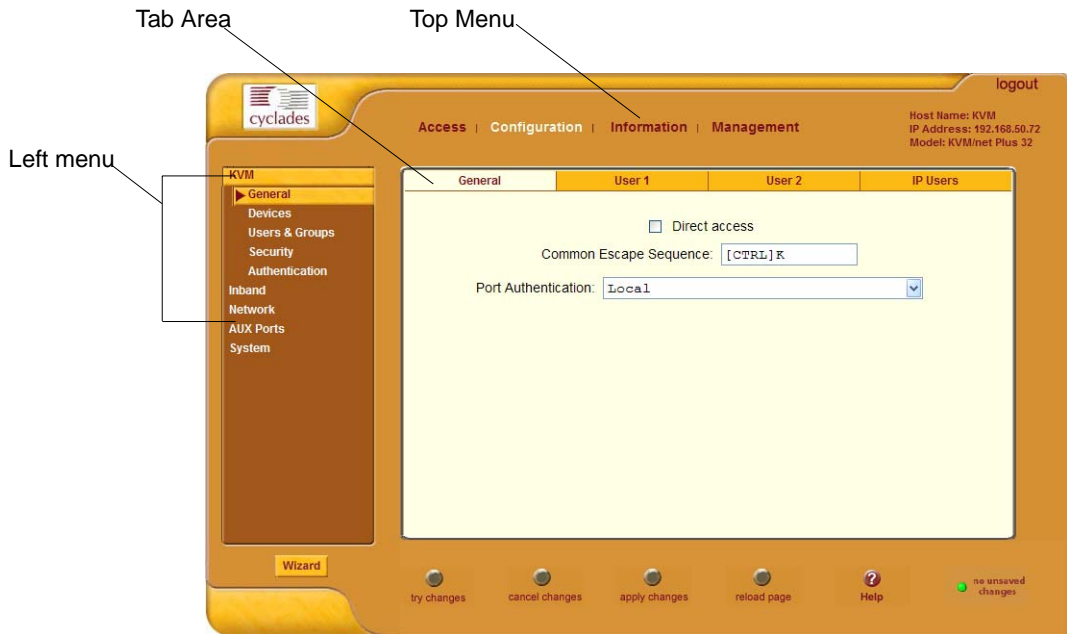 Tab Area
Top Menu
logout
cyclades
Access | Configuration | Information | Management
Host Name: KVM
IP Address: 192.168.50.72
Model: KVM/net Plus 32
Left menu
KVM
General
Devices
Users & Groups
Security
Authentication
Inband
Network
AUX Ports
System
Wizard
General
User 1
User 2
IP Users
Direct access
Common Escape Sequence: [CTRL]K
Port Authentication: Local
try changes
cancel changes
apply changes
reload page
?
Help
no unsaved
changes